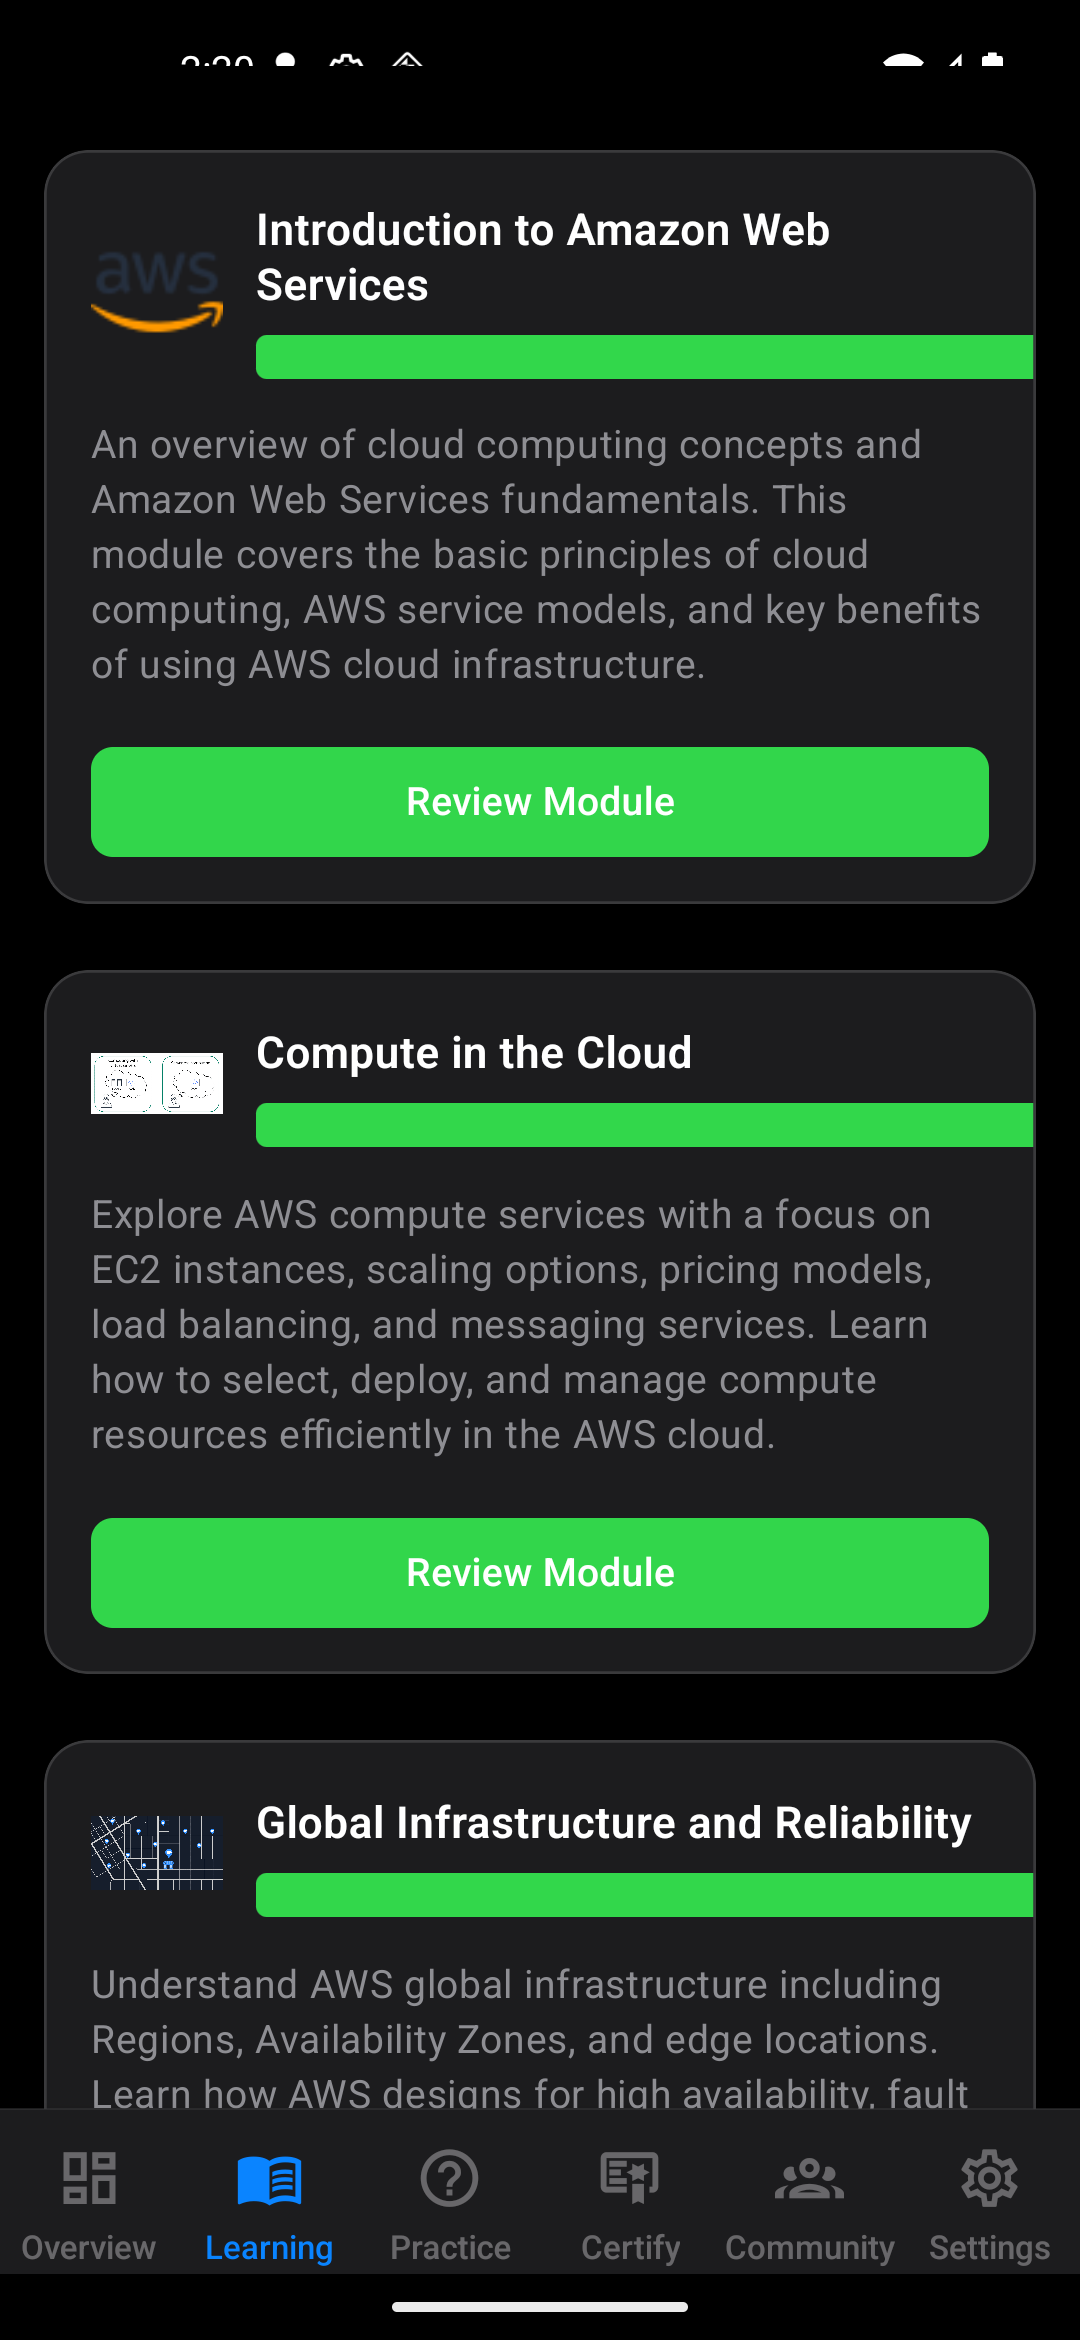 aws
Introduction to Amazon Web
Services
An overview of cloud computing concepts and
Amazon Web Services fundamentals. This
module covers the basic principles of cloud
computing, AWS service models, and key benefits
of using AWS cloud infrastructure.
Review Module
Compute in the Cloud
Explore AWS compute services with a focus on
EC2 instances, scaling options, pricing models,
load balancing, and messaging services. Learn
how to select, deploy, and manage compute
resources efficiently in the AWS cloud.
Review Module
Global Infrastructure and Reliability
Understand AWS global infrastructure including
Regions, Availability Zones, and edge locations.
Learn how AWS designs for high availability, fault
Overview
Learning
Practice
Certify
Community
Settings